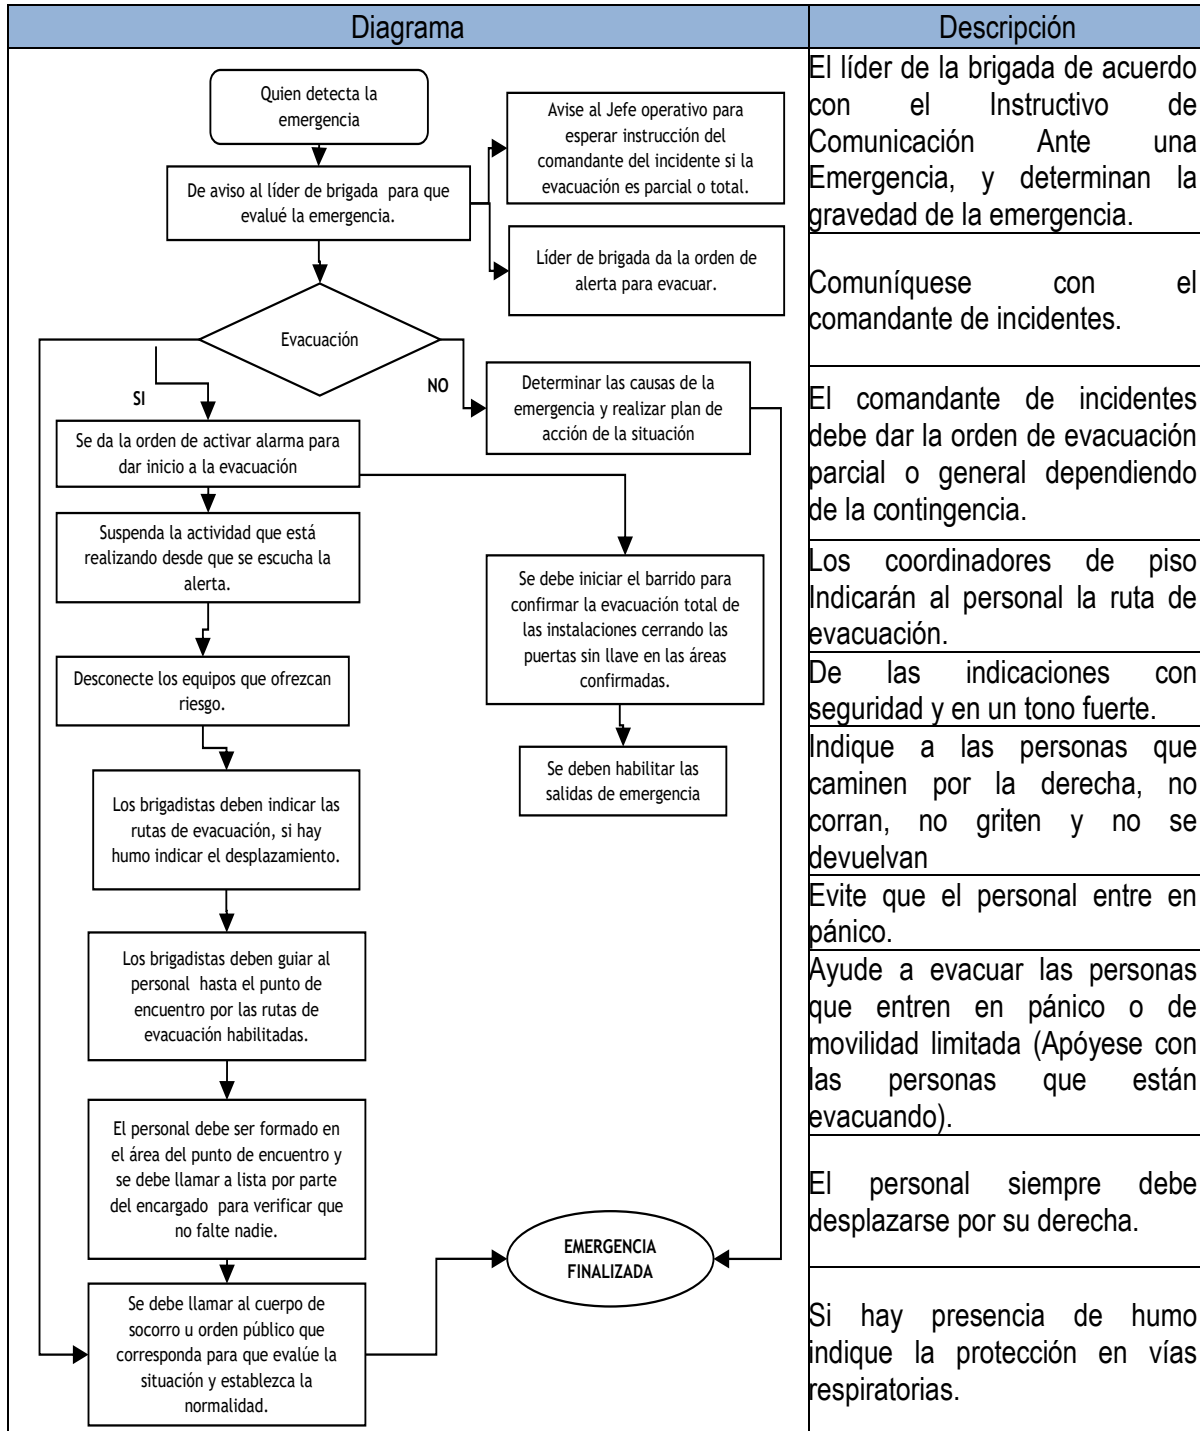 Diagrama
Descripción
Quien detecta la
emergencia
Avise al Jefe operativo para
esperar instrucción del
comandante del incidente si la
evacuación es parcial o total.
De aviso al líder de brigada para que
evalué la emergencia.
Líder de brigada da la orden de
alerta para evacuar.
Evacuación
SI
NO
Determinar las causas de la
emergencia y realizar plan de
acción de la situación
Se da la orden de activar alarma para
dar inicio a la evacuación
Suspenda la actividad que está
realizando desde que se escucha la
alerta.
Se debe iniciar el barrido para
confirmar la evacuación total de
las instalaciones cerrando las
puertas sin llave en las áreas
confirmadas.
Desconecte los equipos que ofrezcan
riesgo.
Se deben habilitar las
salidas de emergencia
Los brigadistas deben indicar las
rutas de evacuación, si hay
humo indicar el desplazamiento.
Los brigadistas deben guiar al
personal hasta el punto de
encuentro por las rutas de
evacuación habilitadas.
El personal debe ser formado en
el área del punto de encuentro y
se debe llamar a lista por parte
del encargado para verificar que
no falte nadie.
EMERGENCIA
FINALIZADA
Se debe llamar al cuerpo de
socorro u orden público que
corresponda para que evalúe la
situación y establezca la
normalidad.
El líder de la brigada de acuerdo
con el Instructivo de
Comunicación Ante una
Emergencia, y determinan la
gravedad de la emergencia.
Comuníquese con el
comandante de incidentes.
El comandante de incidentes
debe dar la orden de evacuación
parcial o general dependiendo
de la contingencia.
Los coordinadores de piso
Indicarán al personal la ruta de
evacuación.
De las indicaciones con
seguridad y en un tono fuerte.
Indique a las personas que
caminen por la derecha, no
corran, no griten y no se
devuelvan
Evite que el personal entre en
pánico.
Ayude a evacuar las personas
que entren en pánico o de
movilidad limitada (Apóyese con
las personas que están
evacuando).
El personal siempre debe
desplazarse por su derecha.
Si hay presencia de humo
indique la protección en vías
respiratorias.